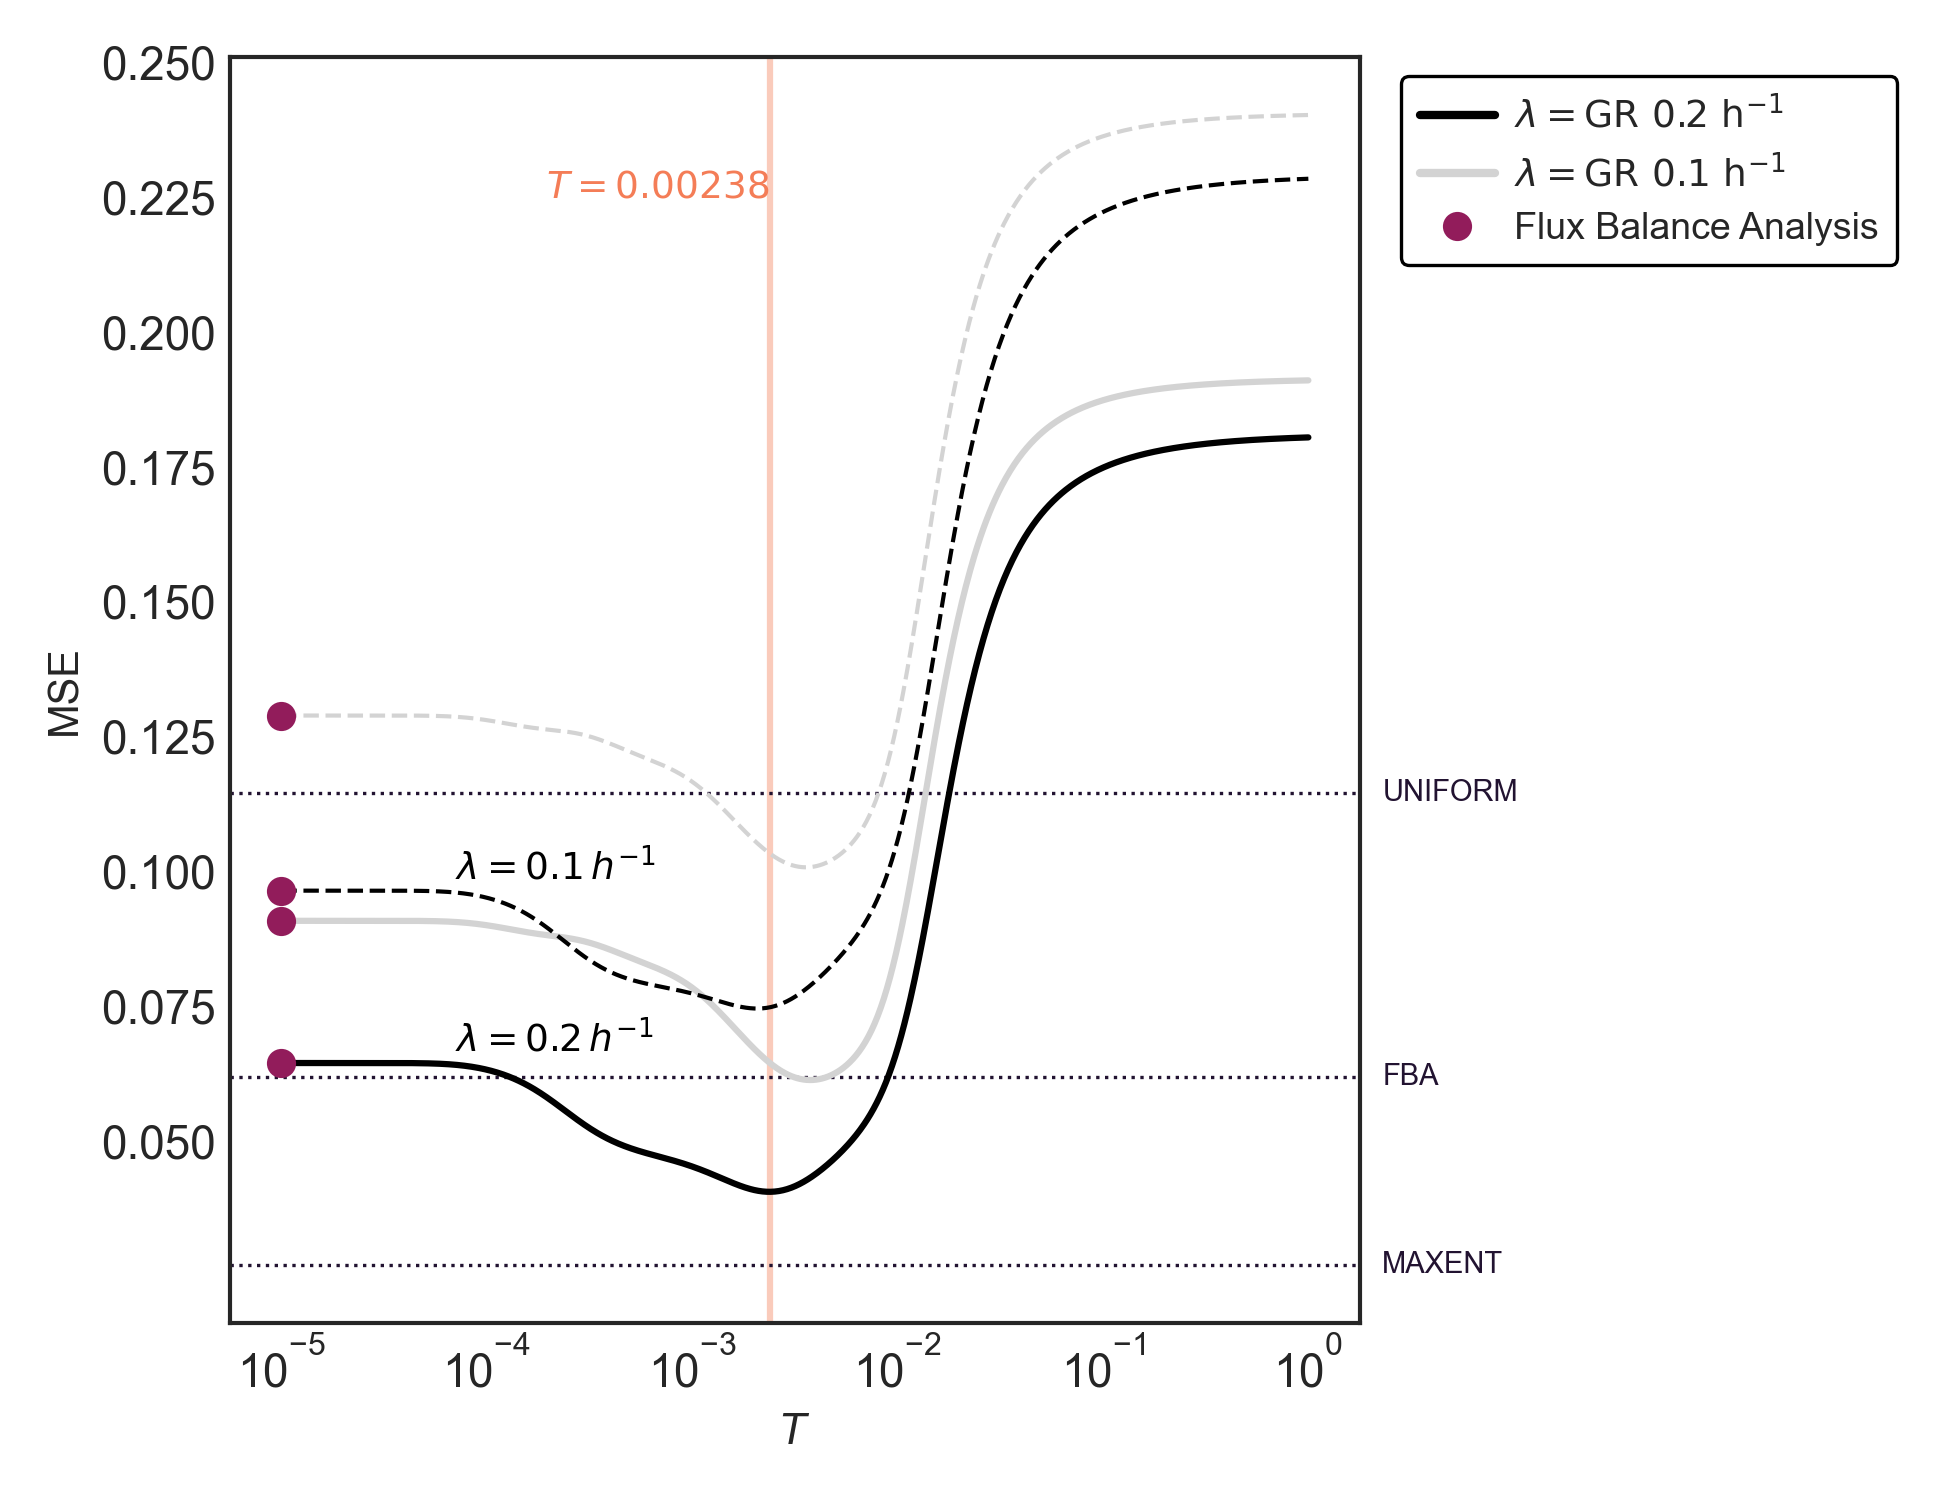 0.250
0.225
0.200
0.175
0.150
0.125
0.100
0.075
0.050
MSE
T = 0.00238
λ = 0.1 h⁻¹
λ = 0.2 h⁻¹
10⁻⁵ 10⁻⁴ 10⁻³ 10⁻² 10⁻¹ 10⁰
T
λ = GR 0.2 h⁻¹
λ = GR 0.1 h⁻¹
Flux Balance Analysis
UNIFORM
FBA
MAXENT